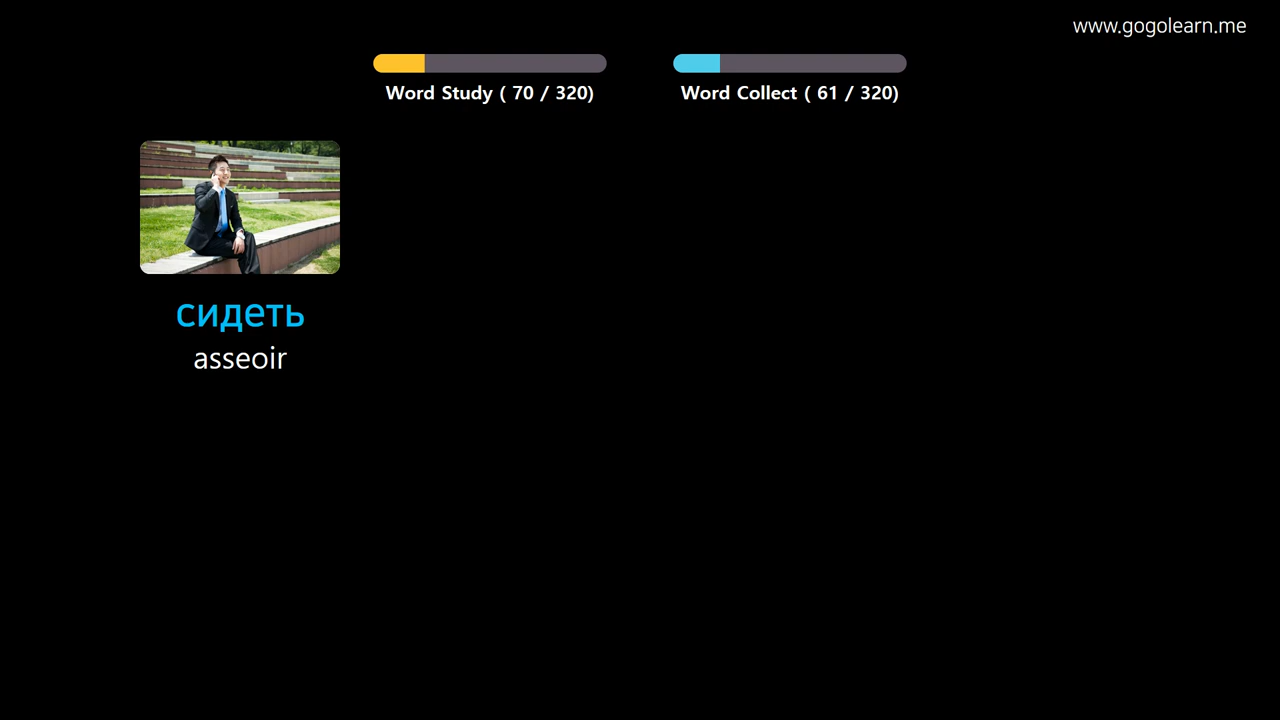 www.gogolearn.me
Word Study ( 70 / 320)
Word Collect ( 61 / 320)
сидеть
asseoir